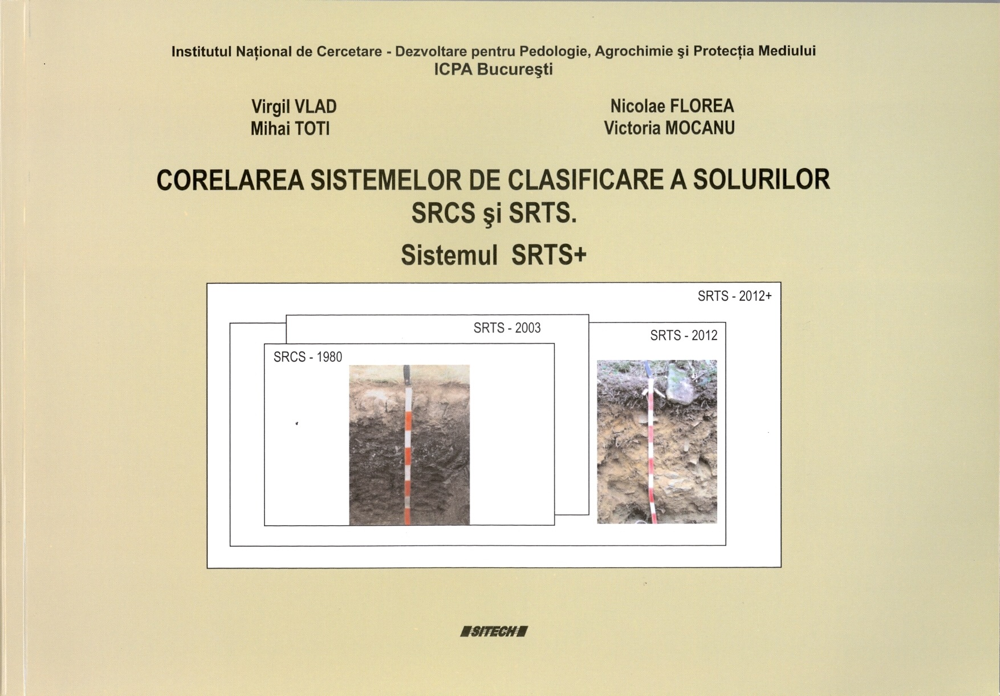 Institutul Naţional de Cercetare - Dezvoltare pentru Pedologie, Agrochimie şi Protecţia Mediului
ICPA Bucureşti
Virgil VLAD
Nicolae FLOREA
Mihai TOTI
Victoria MOCANU
CORELAREA SISTEMELOR DE CLASIFICARE A SOLURILOR
SRCS şi SRTS.
Sistemul SRTS+
SRTS - 2012+
SRTS - 2003
SRTS - 2012
SRCS - 1980
SITECH